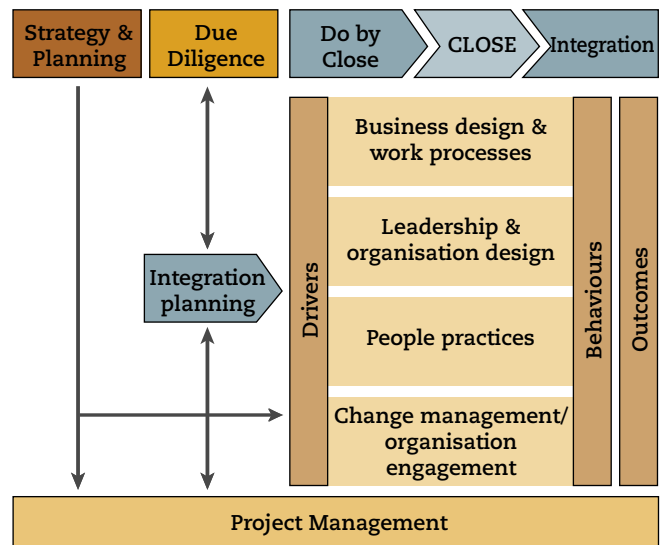 Strategy &
Planning
Due
Diligence
Do by
Close
CLOSE
Integration
Business design &
work processes
Leadership &
organisation design
Integration
planning
Drivers
People practices
Behaviours
Outcomes
Change management/
organisation
engagement
Project Management